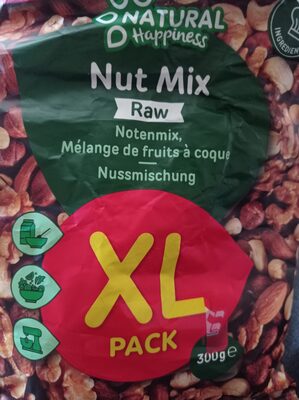 NATURAL
Happiness
Nut Mix
Raw
Notenmix,
Mélange de fruits à coque
Nussmischung
XL
PACK
300g e